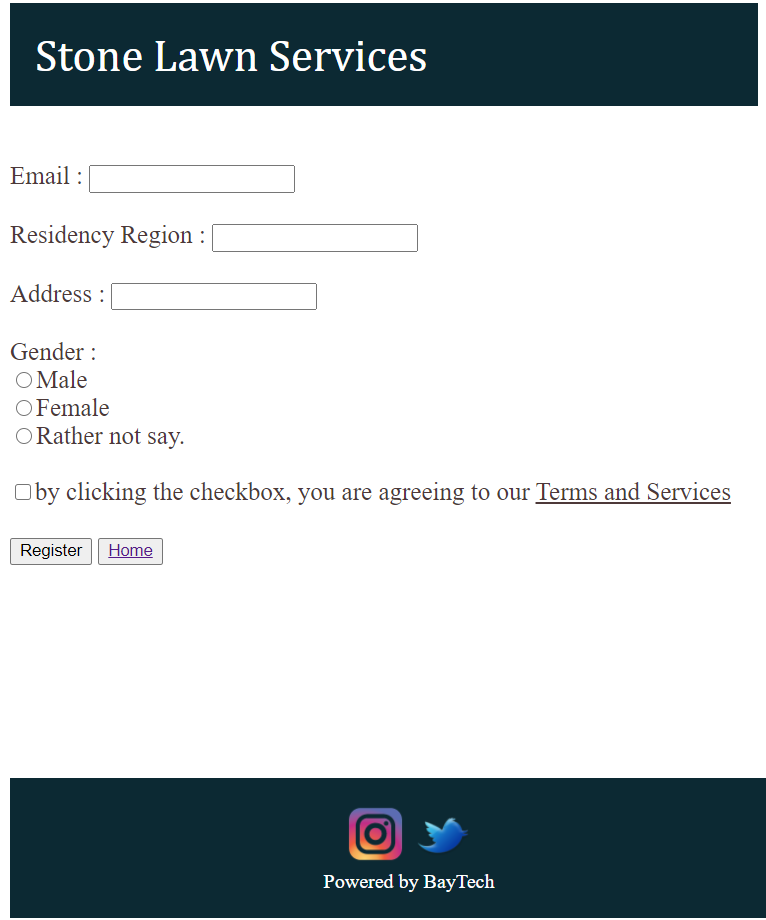 Stone Lawn Services
Email :
Residency Region :
Address :
Gender :
Male
Female
Rather not say.
by clicking the checkbox, you are agreeing to our Terms and Services
Register Home
Powered by BayTech